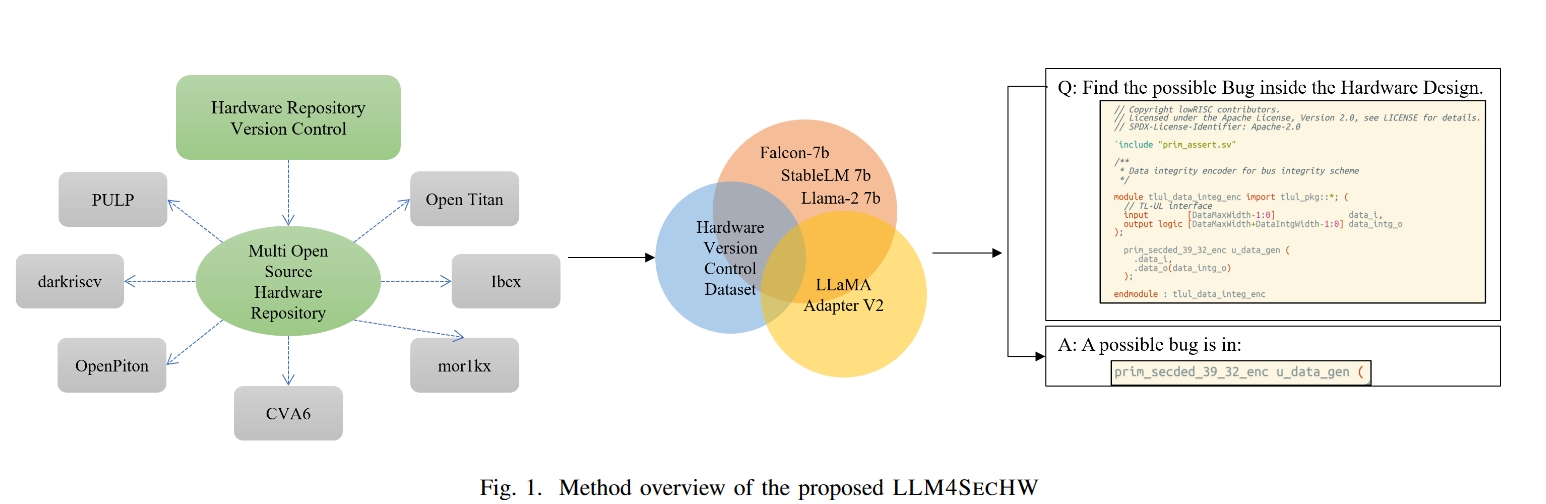 Hardware Repository
Version Control
PULP
Open Titan
darkriscv
Multi Open
Source
Hardware
Repository
Ibex
OpenPiton
mor1kx
CVA6
Falcon-7b
StableLM 7b
Llama-2 7b
Hardware
Version
Control
Dataset
LLaMA
Adapter V2
Q: Find the possible Bug inside the Hardware Design.
// Copyright lowRISC contributors.
// Licensed under the Apache License, Version 2.0, see LICENSE for details.
// SPDX-License-Identifier: Apache-2.0
`include "prim_assert.sv"
/**
* Data integrity encoder for bus integrity scheme
*/
module tlul_data_integ_enc import tlul_pkg::*; (
// TL-UL interface
input [DataMaxWidth-1:0] data_i,
output logic [DataMaxWidth+DataIntgWidth-1:0] data_intg_o
);
prim_secded_39_32_enc u_data_gen (
.data_i,
.data_o(data_intg_o)
);
endmodule : tlul_data_integ_enc
A: A possible bug is in:
prim_secded_39_32_enc u_data_gen (
Fig. 1. Method overview of the proposed LLM4SECHW